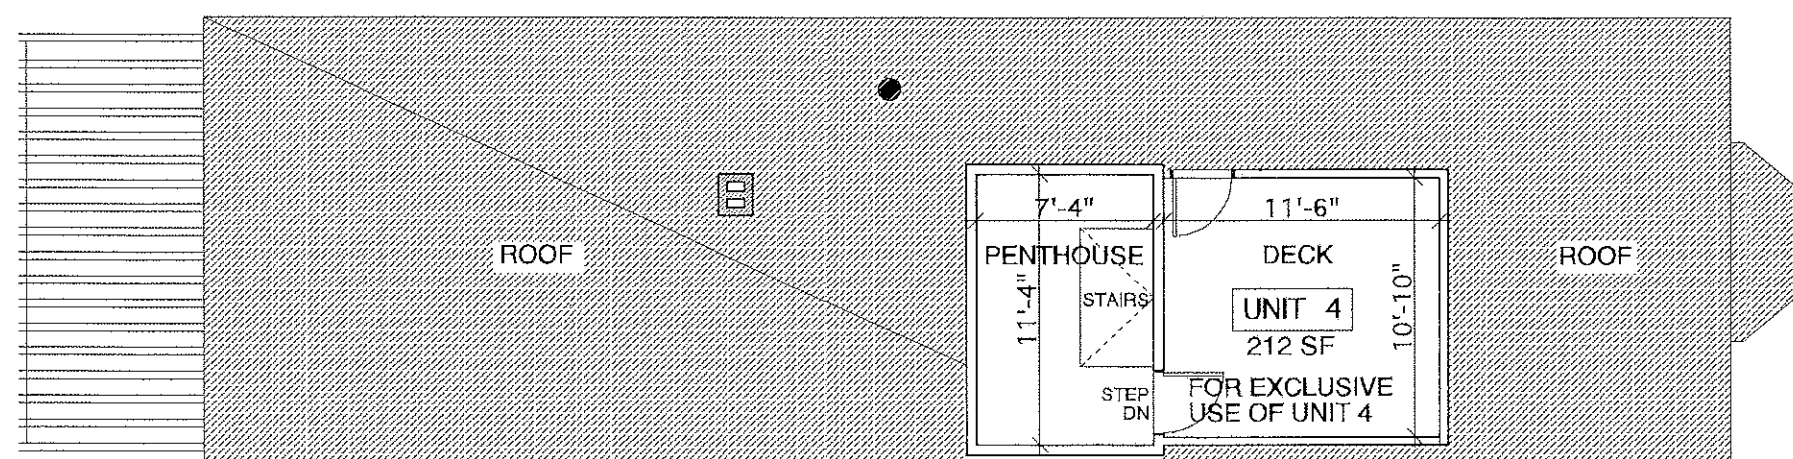 7'-4"
11'-6"
ROOF
PENTHOUSE
DECK
ROOF
STAIRS
11'-4"
UNIT 4
10'-10"
212 SF
STEP
DN
FOR EXCLUSIVE
USE OF UNIT 4